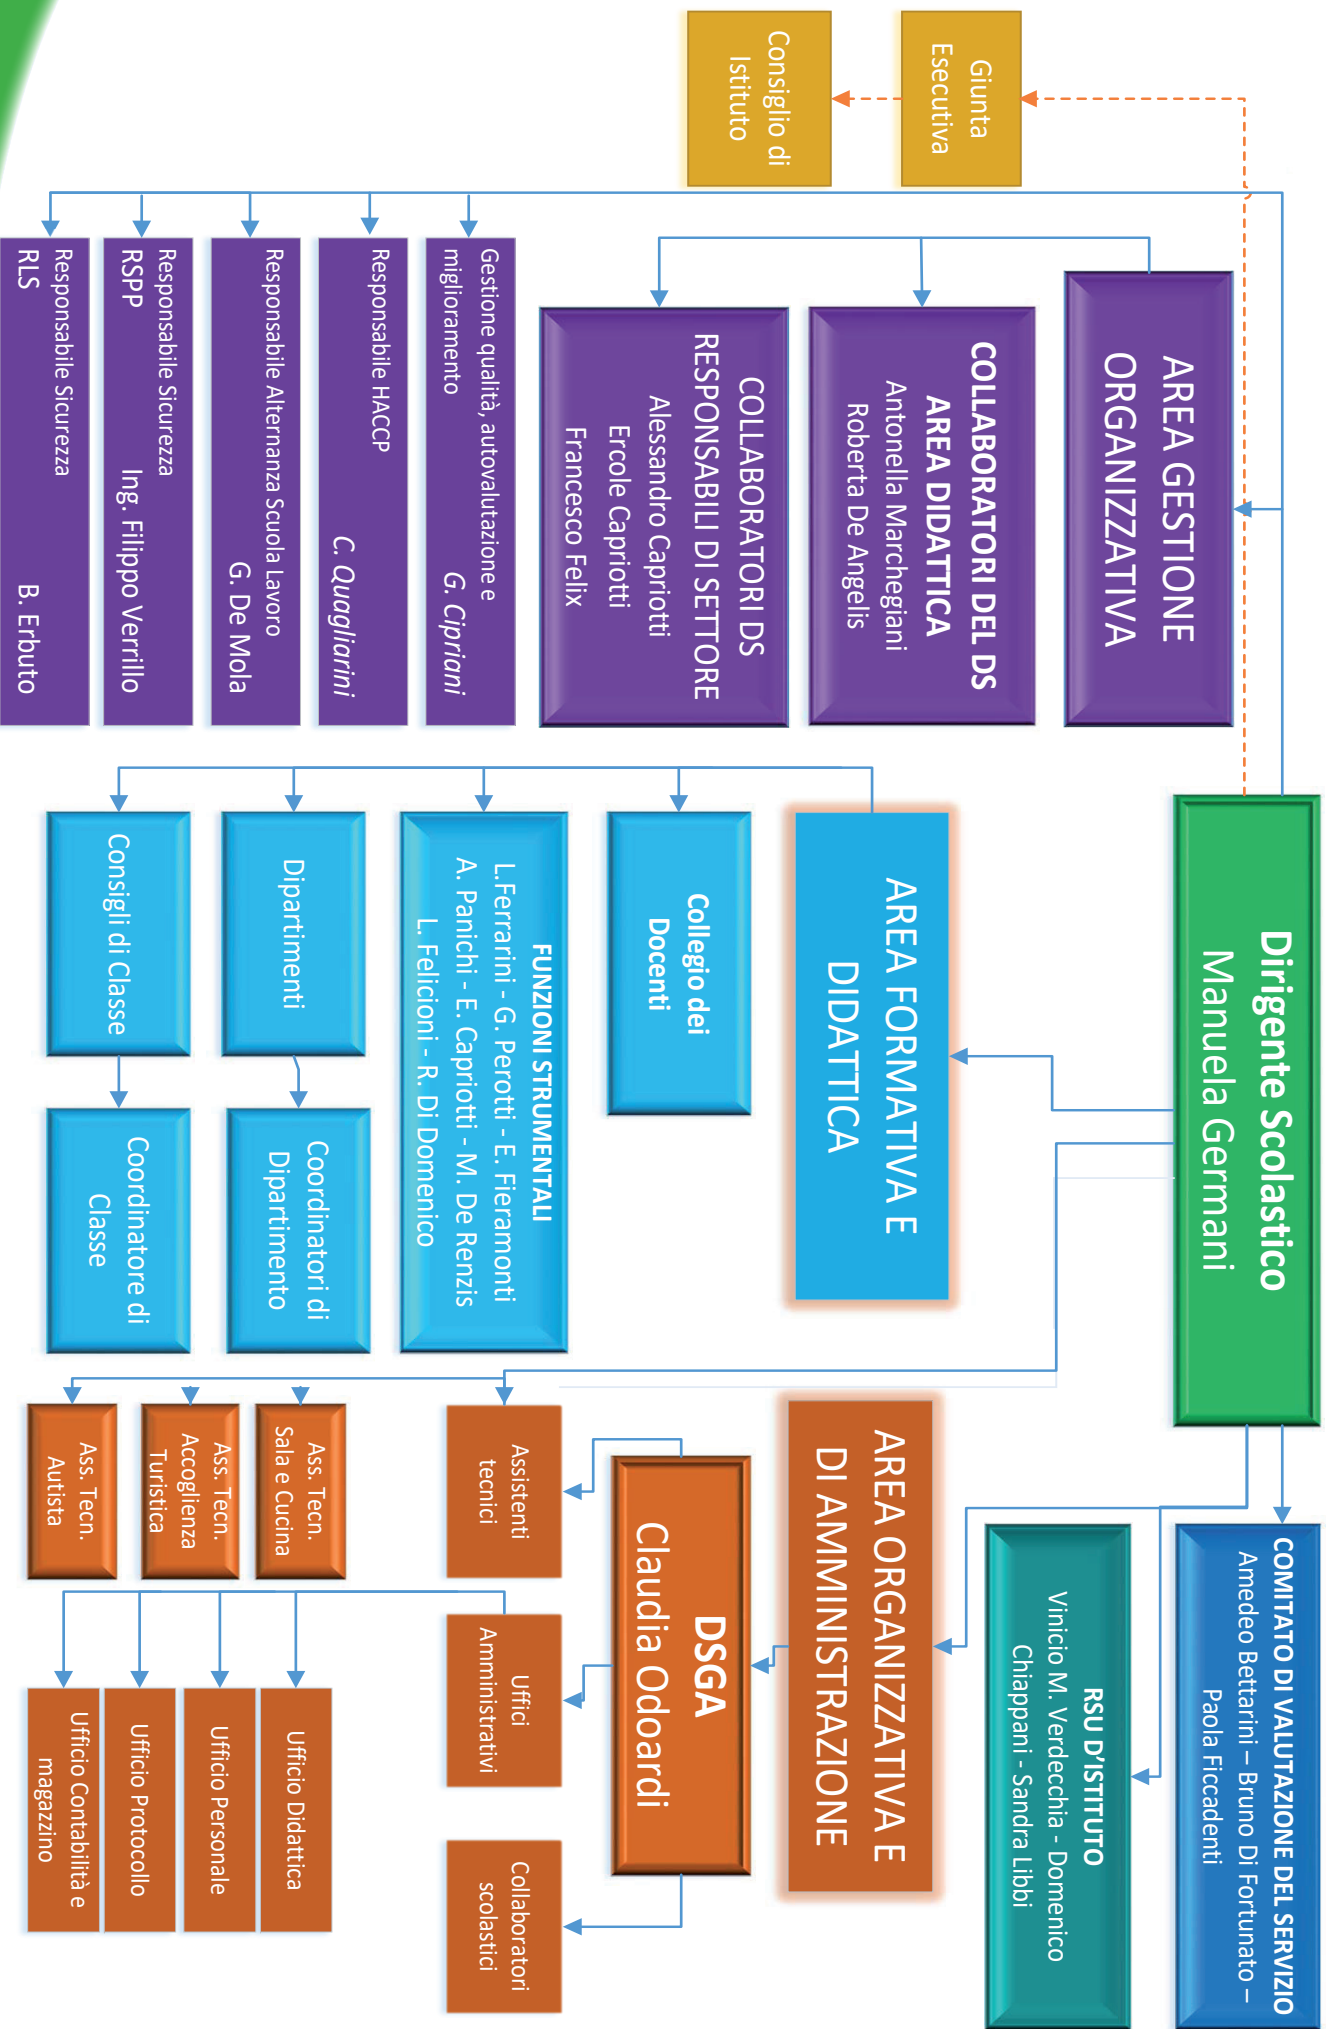 Dirigente Scolastico
Manuela Germani
Giunta
Esecutiva
Consiglio di
Istituto
AREA GESTIONE
ORGANIZZATIVA
COLLABORATORI DEL DS
AREA DIDATTICA
Antonella Marchegiani
Roberta De Angelis
COLLABORATORI DS
RESPONSABILI DI SETTORE
Alessandro Capriotti
Ercole Capriotti
Francesco Felix
Gestione qualità, autovalutazione e
miglioramento G. Cipriani
Responsabile HACCP
C. Quagliarini
Responsabile Alternanza Scuola Lavoro
G. De Mola
Responsabile Sicurezza
RSPP Ing. Filippo Verrillo
Responsabile Sicurezza
RLS B. Erbuto
AREA FORMATIVA E
DIDATTICA
Collegio dei
Docenti
FUNZIONI STRUMENTALI
L.Ferrarini - G. Perotti - E. Fieramonti
A. Panichi - E. Capriotti - M. De Renzis
L. Felicioni - R. Di Domenico
Dipartimenti
Coordinatori di
Dipartimento
Consigli di Classe
Coordinatore di
Classe
COMITATO DI VALUTAZIONE DEL SERVIZIO
Amedeo Bettarini – Bruno Di Fortunato –
Paola Ficcadenti
RSU D’ISTITUTO
Vinicio M. Verdecchia - Domenico
Chiappani - Sandra Libbi
AREA ORGANIZZATIVA E
DI AMMINISTRAZIONE
DSGA
Claudia Odoardi
Assistenti
tecnici
Uffici
Amministrativi
Collaboratori
scolastici
Ass. Tecn.
Sala e Cucina
Ass. Tecn.
Accoglienza
Turistica
Ass. Tecn.
Autista
Ufficio Didattica
Ufficio Personale
Ufficio Protocollo
Ufficio Contabilità e
magazzino